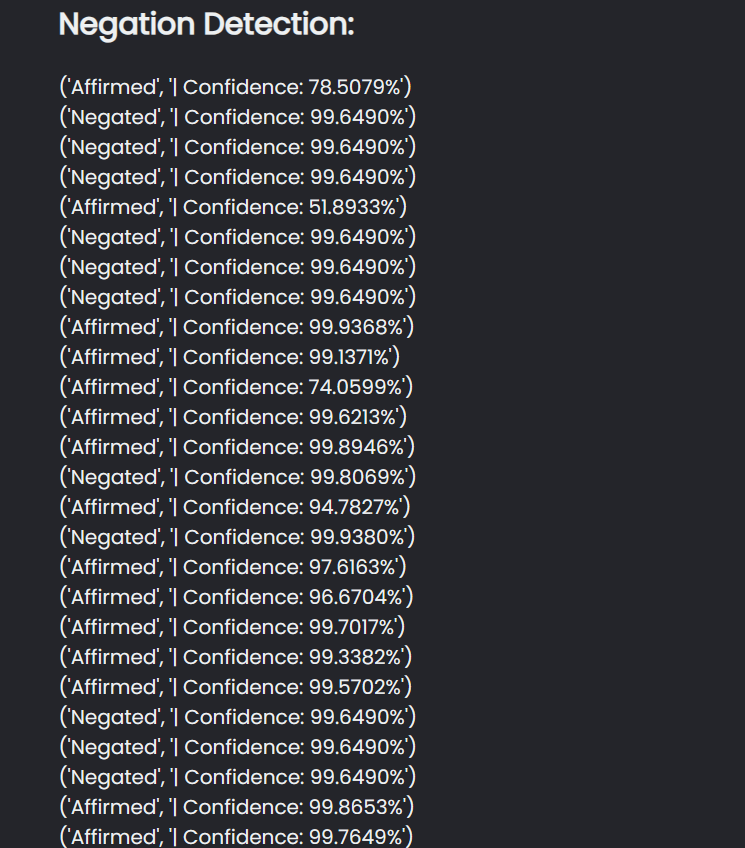 Negation Detection:
('Affirmed', '| Confidence: 78.5079%')
('Negated', '| Confidence: 99.6490%')
('Negated', '| Confidence: 99.6490%')
('Negated', '| Confidence: 99.6490%')
('Affirmed', '| Confidence: 51.8933%')
('Negated', '| Confidence: 99.6490%')
('Negated', '| Confidence: 99.6490%')
('Negated', '| Confidence: 99.6490%')
('Affirmed', '| Confidence: 99.9368%')
('Affirmed', '| Confidence: 99.1371%')
('Affirmed', '| Confidence: 74.0599%')
('Affirmed', '| Confidence: 99.6213%')
('Affirmed', '| Confidence: 99.8946%')
('Negated', '| Confidence: 99.8069%')
('Affirmed', '| Confidence: 94.7827%')
('Negated', '| Confidence: 99.9380%')
('Affirmed', '| Confidence: 97.6163%')
('Affirmed', '| Confidence: 96.6704%')
('Affirmed', '| Confidence: 99.7017%')
('Affirmed', '| Confidence: 99.3382%')
('Affirmed', '| Confidence: 99.5702%')
('Negated', '| Confidence: 99.6490%')
('Negated', '| Confidence: 99.6490%')
('Negated', '| Confidence: 99.6490%')
('Affirmed', '| Confidence: 99.8653%')
('Affirmed', '| Confidence: 99.7649%')